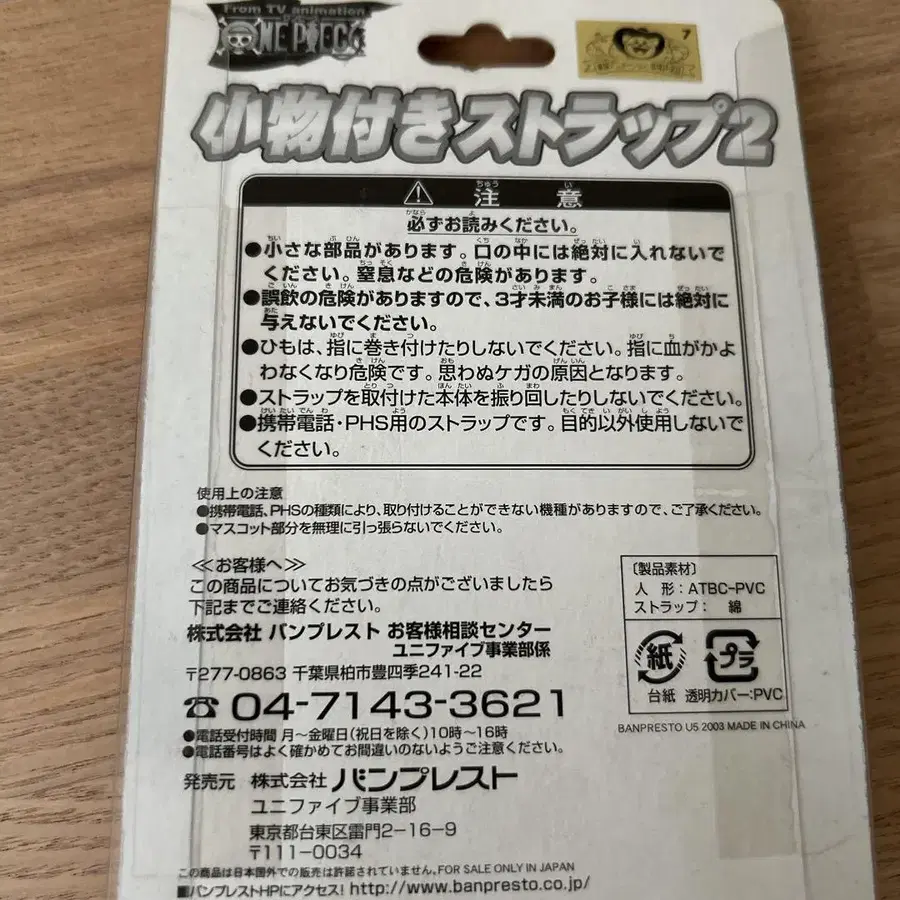 From TV animation
ONE PIECE
7
小物付きストラップ2
注意
必ずお読みください。
●小さな部品があります。口の中には絶対に入れないで
ください。窒息などの危険があります。
●誤飲の危険がありますので、3才未満のお子様には絶対に
与えないでください。
●ひもは、指に巻き付けたりしないでください。指に血がかよ
わなくなり危険です。思わぬケガの原因となります。
●ストラップを取付けた本体を振り回したりしないでください。
●携帯電話・PHS用のストラップです。目的以外使用しないで
ください。
使用上の注意
●携帯電話、PHSの種類により、取り付けることができない機種がありますので、ご了承ください。
●マスコット部分を無理に引っ張らないでください。
≪お客様へ≫
この商品についてお気づきの点がございましたら
下記までご連絡ください。
株式会社 バンプレスト お客様相談センター
ユニファイブ事業部係
〒277-0863 千葉県柏市豊四季241-22
☎ 04-7143-3621
●電話受付時間 月~金曜日(祝日を除く)10時~16時
●電話番号はよく確かめてお間違いのないようご注意ください。
〔製品素材〕
人 形:ATBC-PVC
ストラップ: 綿
紙 プラ
台紙 透明カバー:PVC
BANPRESTO U5 2003 MADE IN CHINA
発売元 株式会社 バンプレスト
ユニファイブ事業部
東京都台東区雷門2-16-9
〒111-0034
この商品は日本国外での販売は許諾されていません。FOR SALE ONLY IN JAPAN
■バンプレストHPにアクセス! http://www.banpresto.co.jp/